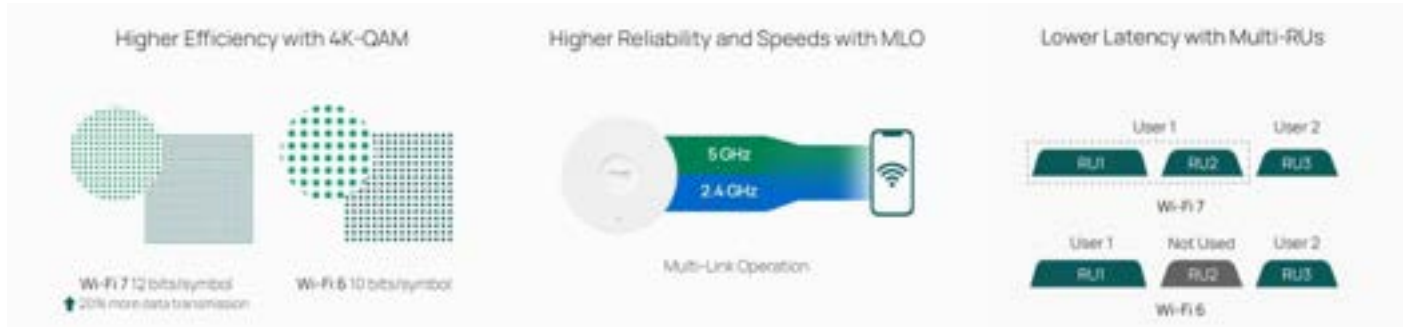 Higher Efficiency with 4K-QAM
Wi-Fi 7 12 bits/symbol
20% more data transmission
Wi-Fi 6 10 bits/symbol
Higher Reliability and Speeds with MLO
5 GHz
2.4 GHz
Multi-Link Operation
Lower Latency with Multi-RUs
User 1 User 2
RU1 RU2 RU3
Wi-Fi 7
User 1 Not Used User 2
RU1 RU2 RU3
Wi-Fi 6